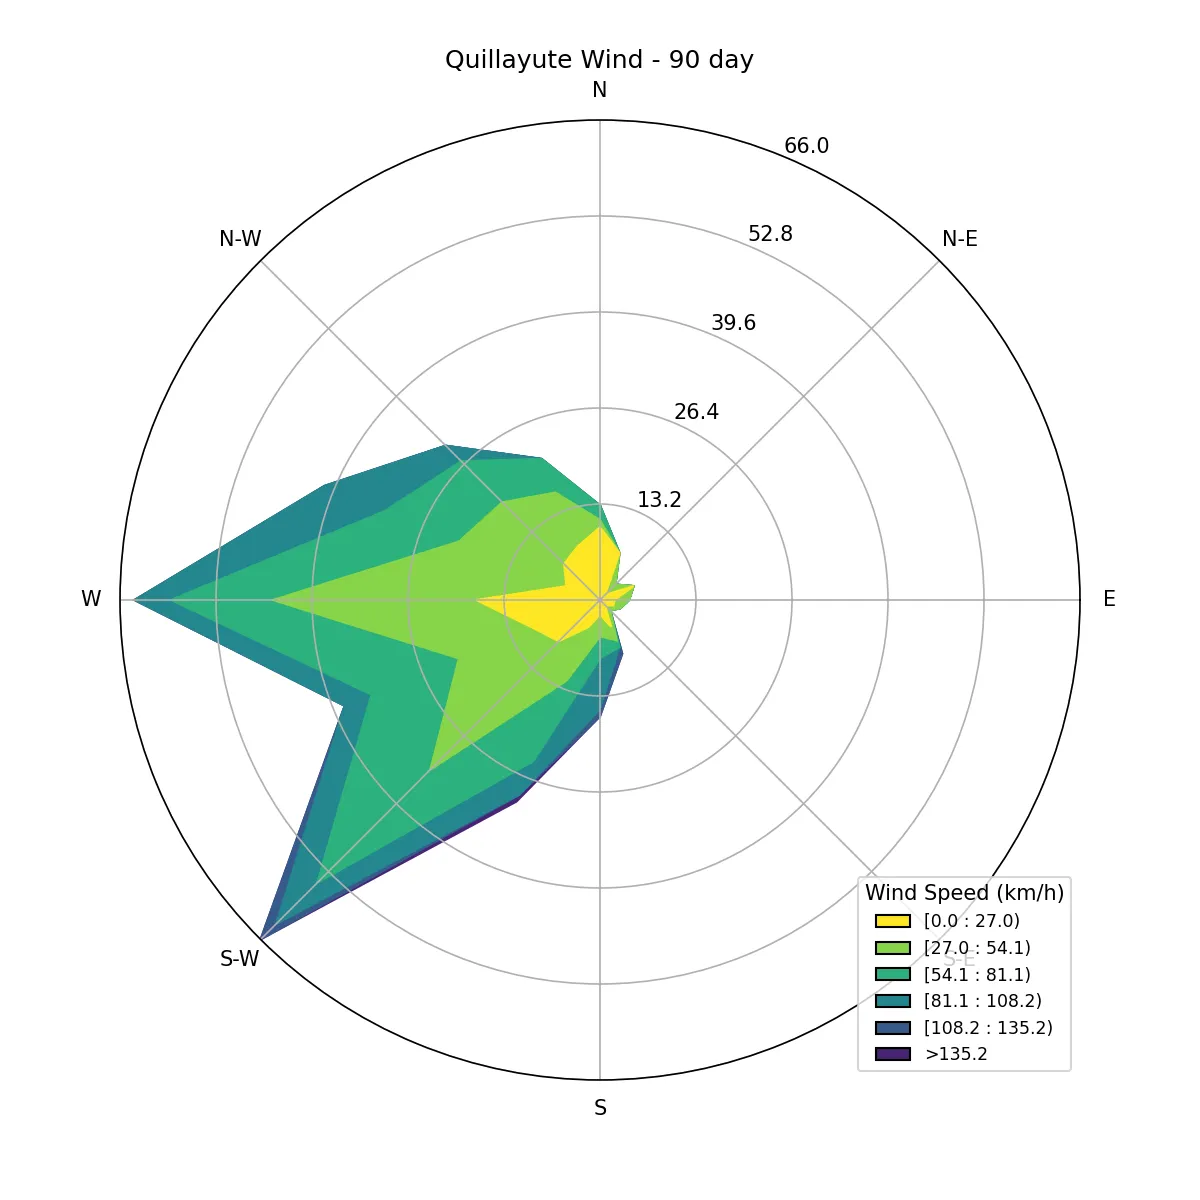 Quillayute Wind - 90 day
N
66.0
N-W
52.8
N-E
39.6
26.4
13.2
W
E
Wind Speed (km/h)
[0.0 : 27.0)
[27.0 : 54.1)
S-W
S-E
[54.1 : 81.1)
[81.1 : 108.2)
[108.2 : 135.2)
>135.2
S